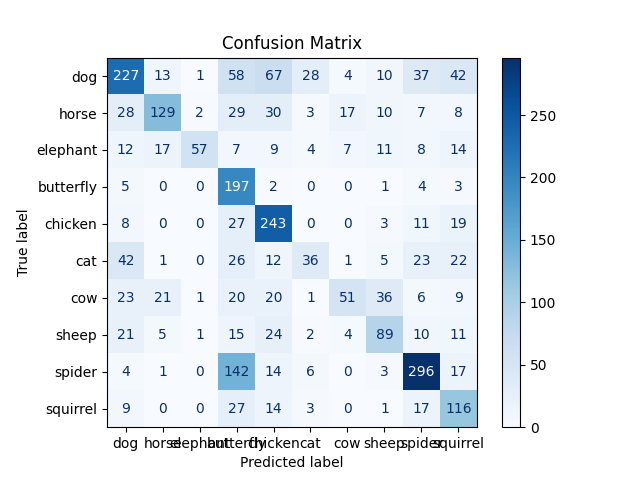 Confusion Matrix
dog 227 13 1 58 67 28 4 10 37 42
horse 28 129 2 29 30 3 17 10 7 8
elephant 12 17 57 7 9 4 7 11 8 14
butterfly 5 0 0 197 2 0 0 1 4 3
chicken 8 0 0 27 243 0 0 3 11 19
cat 42 1 0 26 12 36 1 5 23 22
cow 23 21 1 20 20 1 51 36 6 9
sheep 21 5 1 15 24 2 4 89 10 11
spider 4 1 0 142 14 6 0 3 296 17
squirrel 9 0 0 27 14 3 0 1 17 116
dog horse elephant butterfly chicken cat cow sheep spider squirrel
Predicted label
True label
250
200
150
100
50
0